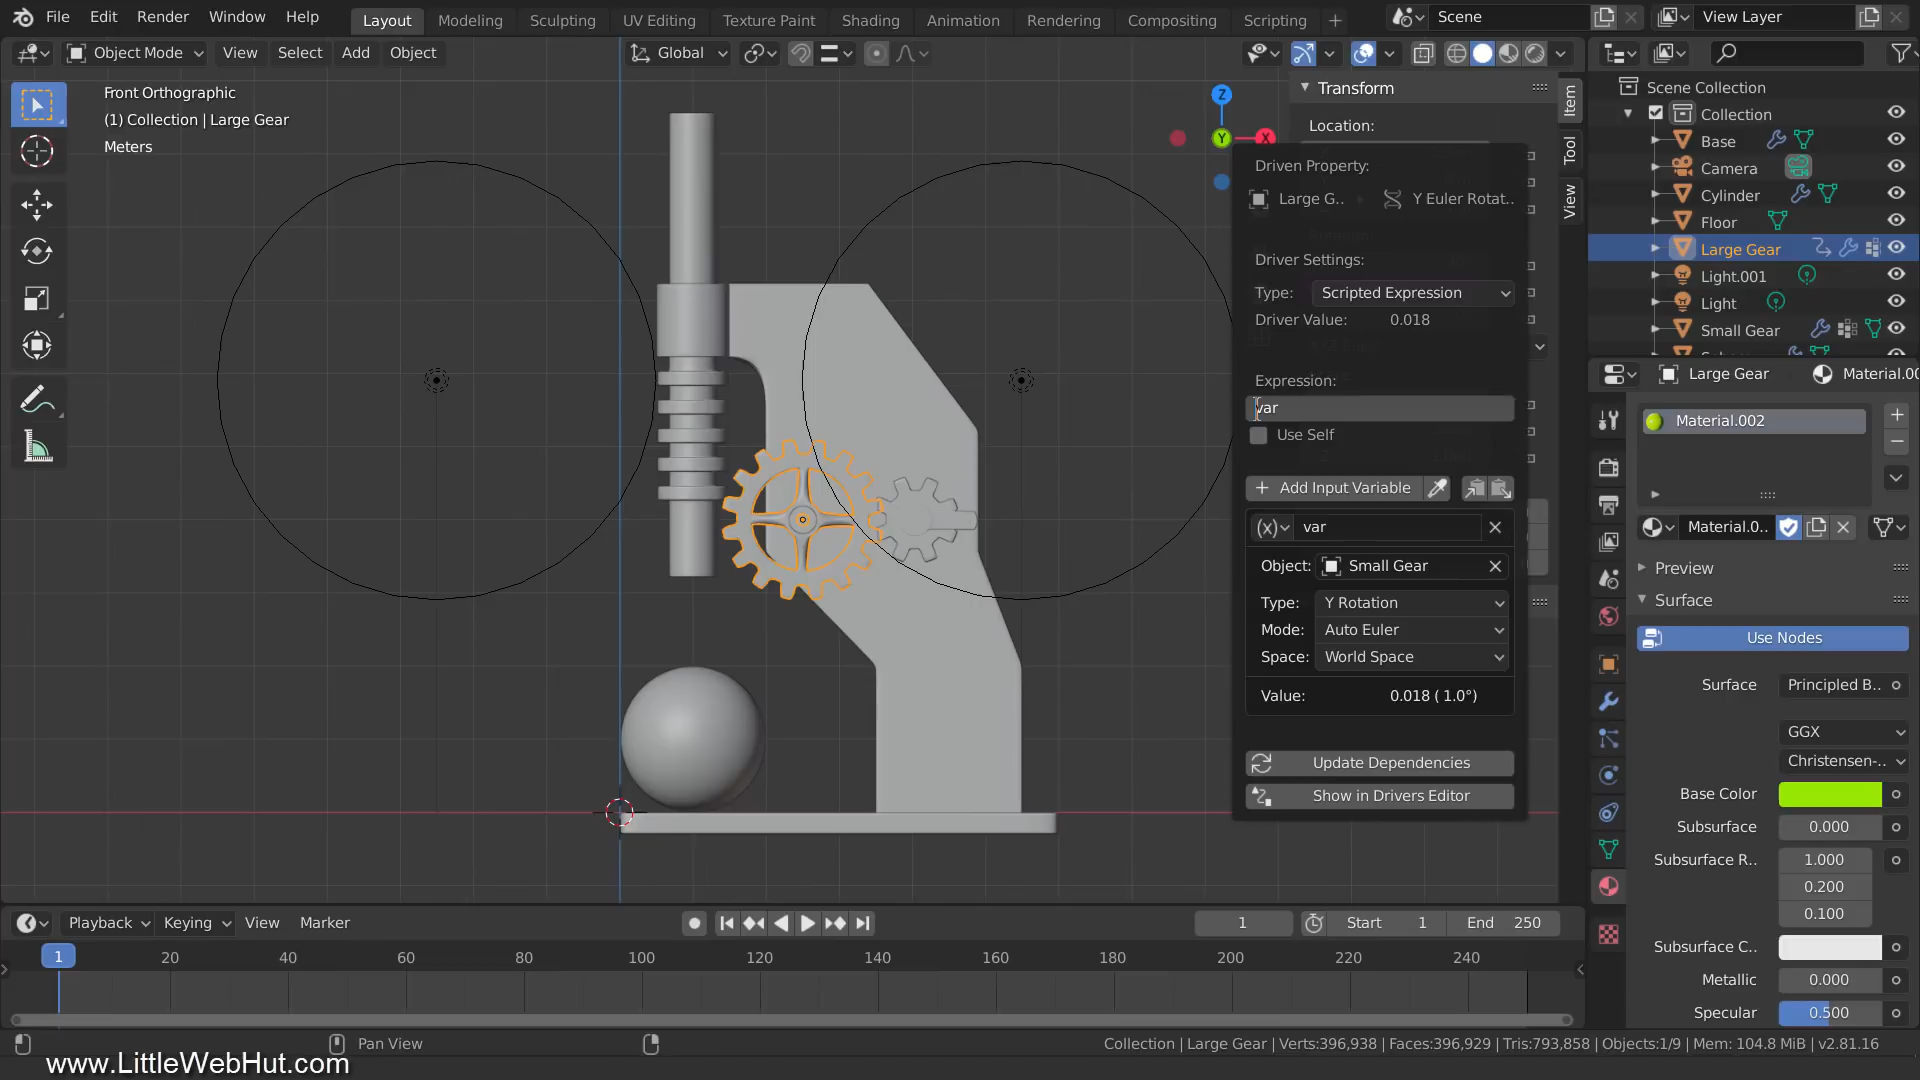 File Edit Render Window Help Layout Modeling Sculpting UV Editing Texture Paint Shading Animation Rendering Compositing Scripting + Scene View Layer
Object Mode View Select Add Object Global
Front Orthographic
(1) Collection | Large Gear
Meters
Z
Y
X
Transform
Location:
Item
Tool
View
Driven Property:
Large G.. Y Euler Rotat..
Driver Settings:
Type: Scripted Expression
Driver Value: 0.018
Expression:
var
Use Self
+ Add Input Variable
(x) var
Object: Small Gear
Type: Y Rotation
Mode: Auto Euler
Space: World Space
Value: 0.018 ( 1.0°)
Update Dependencies
Show in Drivers Editor
Scene Collection
Collection
Base
Camera
Cylinder
Floor
Large Gear
Light.001
Light
Small Gear
Large Gear Material.00
Material.002
Material.0..
Preview
Surface
Use Nodes
Surface Principled B..
GGX
Christensen-..
Base Color
Subsurface 0.000
Subsurface R.. 1.000
0.200
0.100
Subsurface C..
Metallic 0.000
Specular 0.500
Playback Keying View Marker 1 Start 1 End 250
1 20 40 60 80 100 120 140 160 180 200 220 240
Pan View
Collection | Large Gear | Verts:396,938 | Faces:396,929 | Tris:793,858 | Objects:1/9 | Mem: 104.8 MiB | v2.81.16
www.LittleWebHut.com